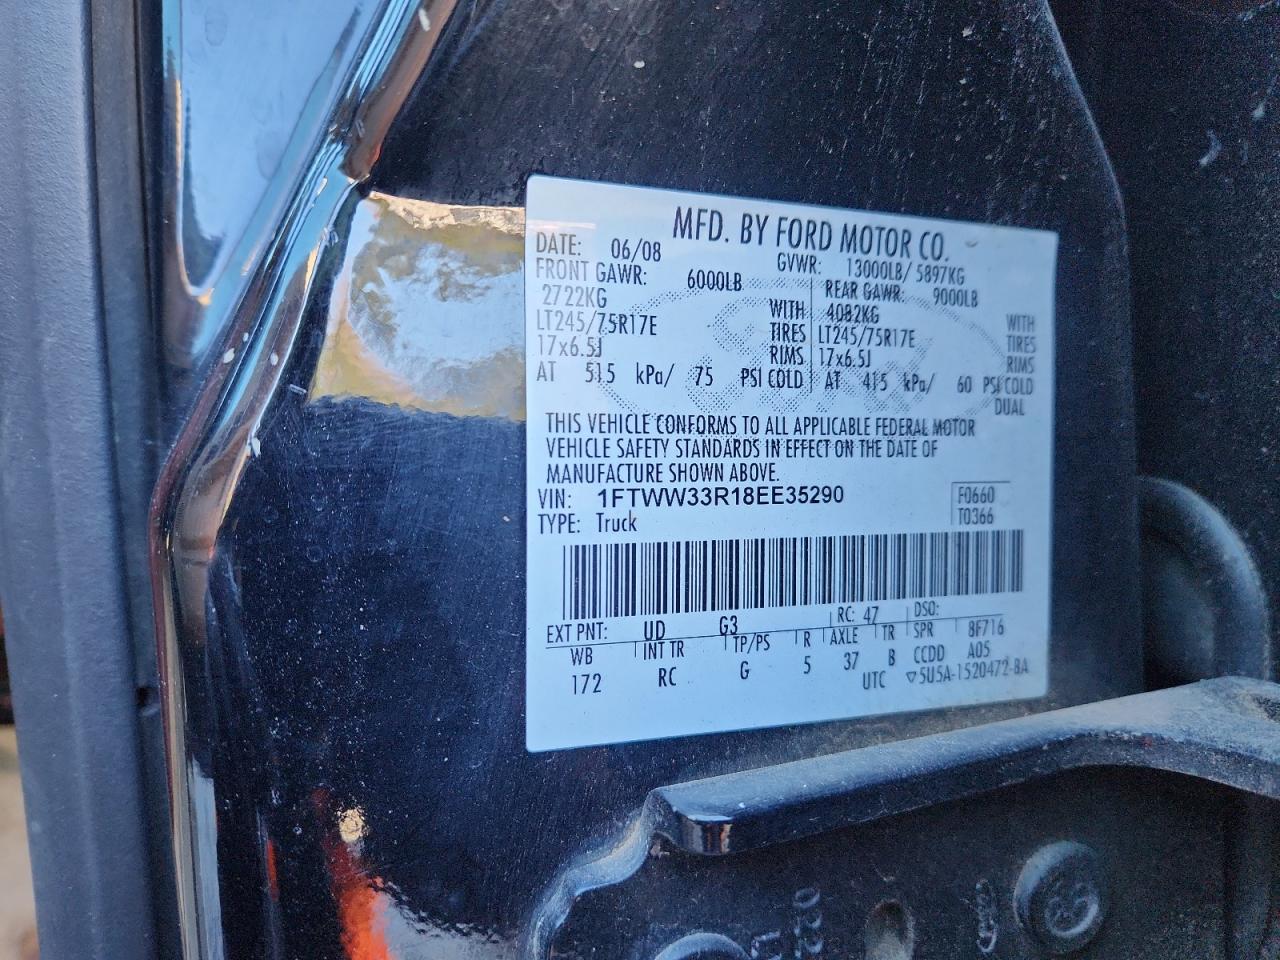 MFD. BY FORD MOTOR CO.
DATE: 06/08 GVWR: 13000LB/ 5897KG
FRONT GAWR: 6000LB REAR GAWR: 9000LB
2722KG WITH 4082KG WITH
LT245/75R17E TIRES LT245/75R17E TIRES
17x6.5J RIMS 17x6.5J RIMS
AT 515 kPa/ 75 PSI COLD AT 415 kPa/ 60 PSI COLD
DUAL
THIS VEHICLE CONFORMS TO ALL APPLICABLE FEDERAL MOTOR
VEHICLE SAFETY STANDARDS IN EFFECT ON THE DATE OF
MANUFACTURE SHOWN ABOVE.
VIN: 1FTWW33R18EE35290 F0660
TYPE: Truck T0366
EXT PNT: UD G3 RC: 47 DSO:
WB INT TR TP/PS R AXLE TR SPR 8F716
172 RC G 5 37 B CCDD A05
UTC ▽5U5A-1520472-BA